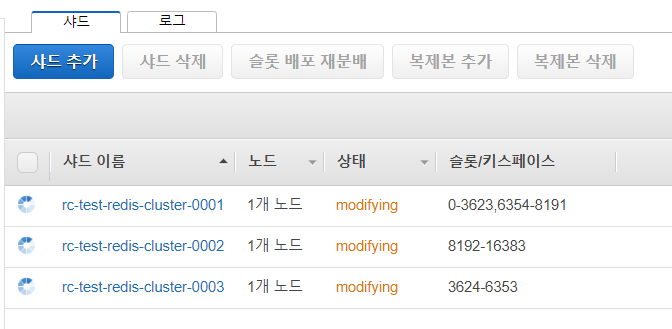 샤드 로그
샤드 추가 샤드 삭제 슬롯 배포 재분배 복제본 추가 복제본 삭제
샤드 이름 노드 상태 슬롯/키스페이스
rc-test-redis-cluster-0001 1개 노드 modifying 0-3623,6354-8191
rc-test-redis-cluster-0002 1개 노드 modifying 8192-16383
rc-test-redis-cluster-0003 1개 노드 modifying 3624-6353